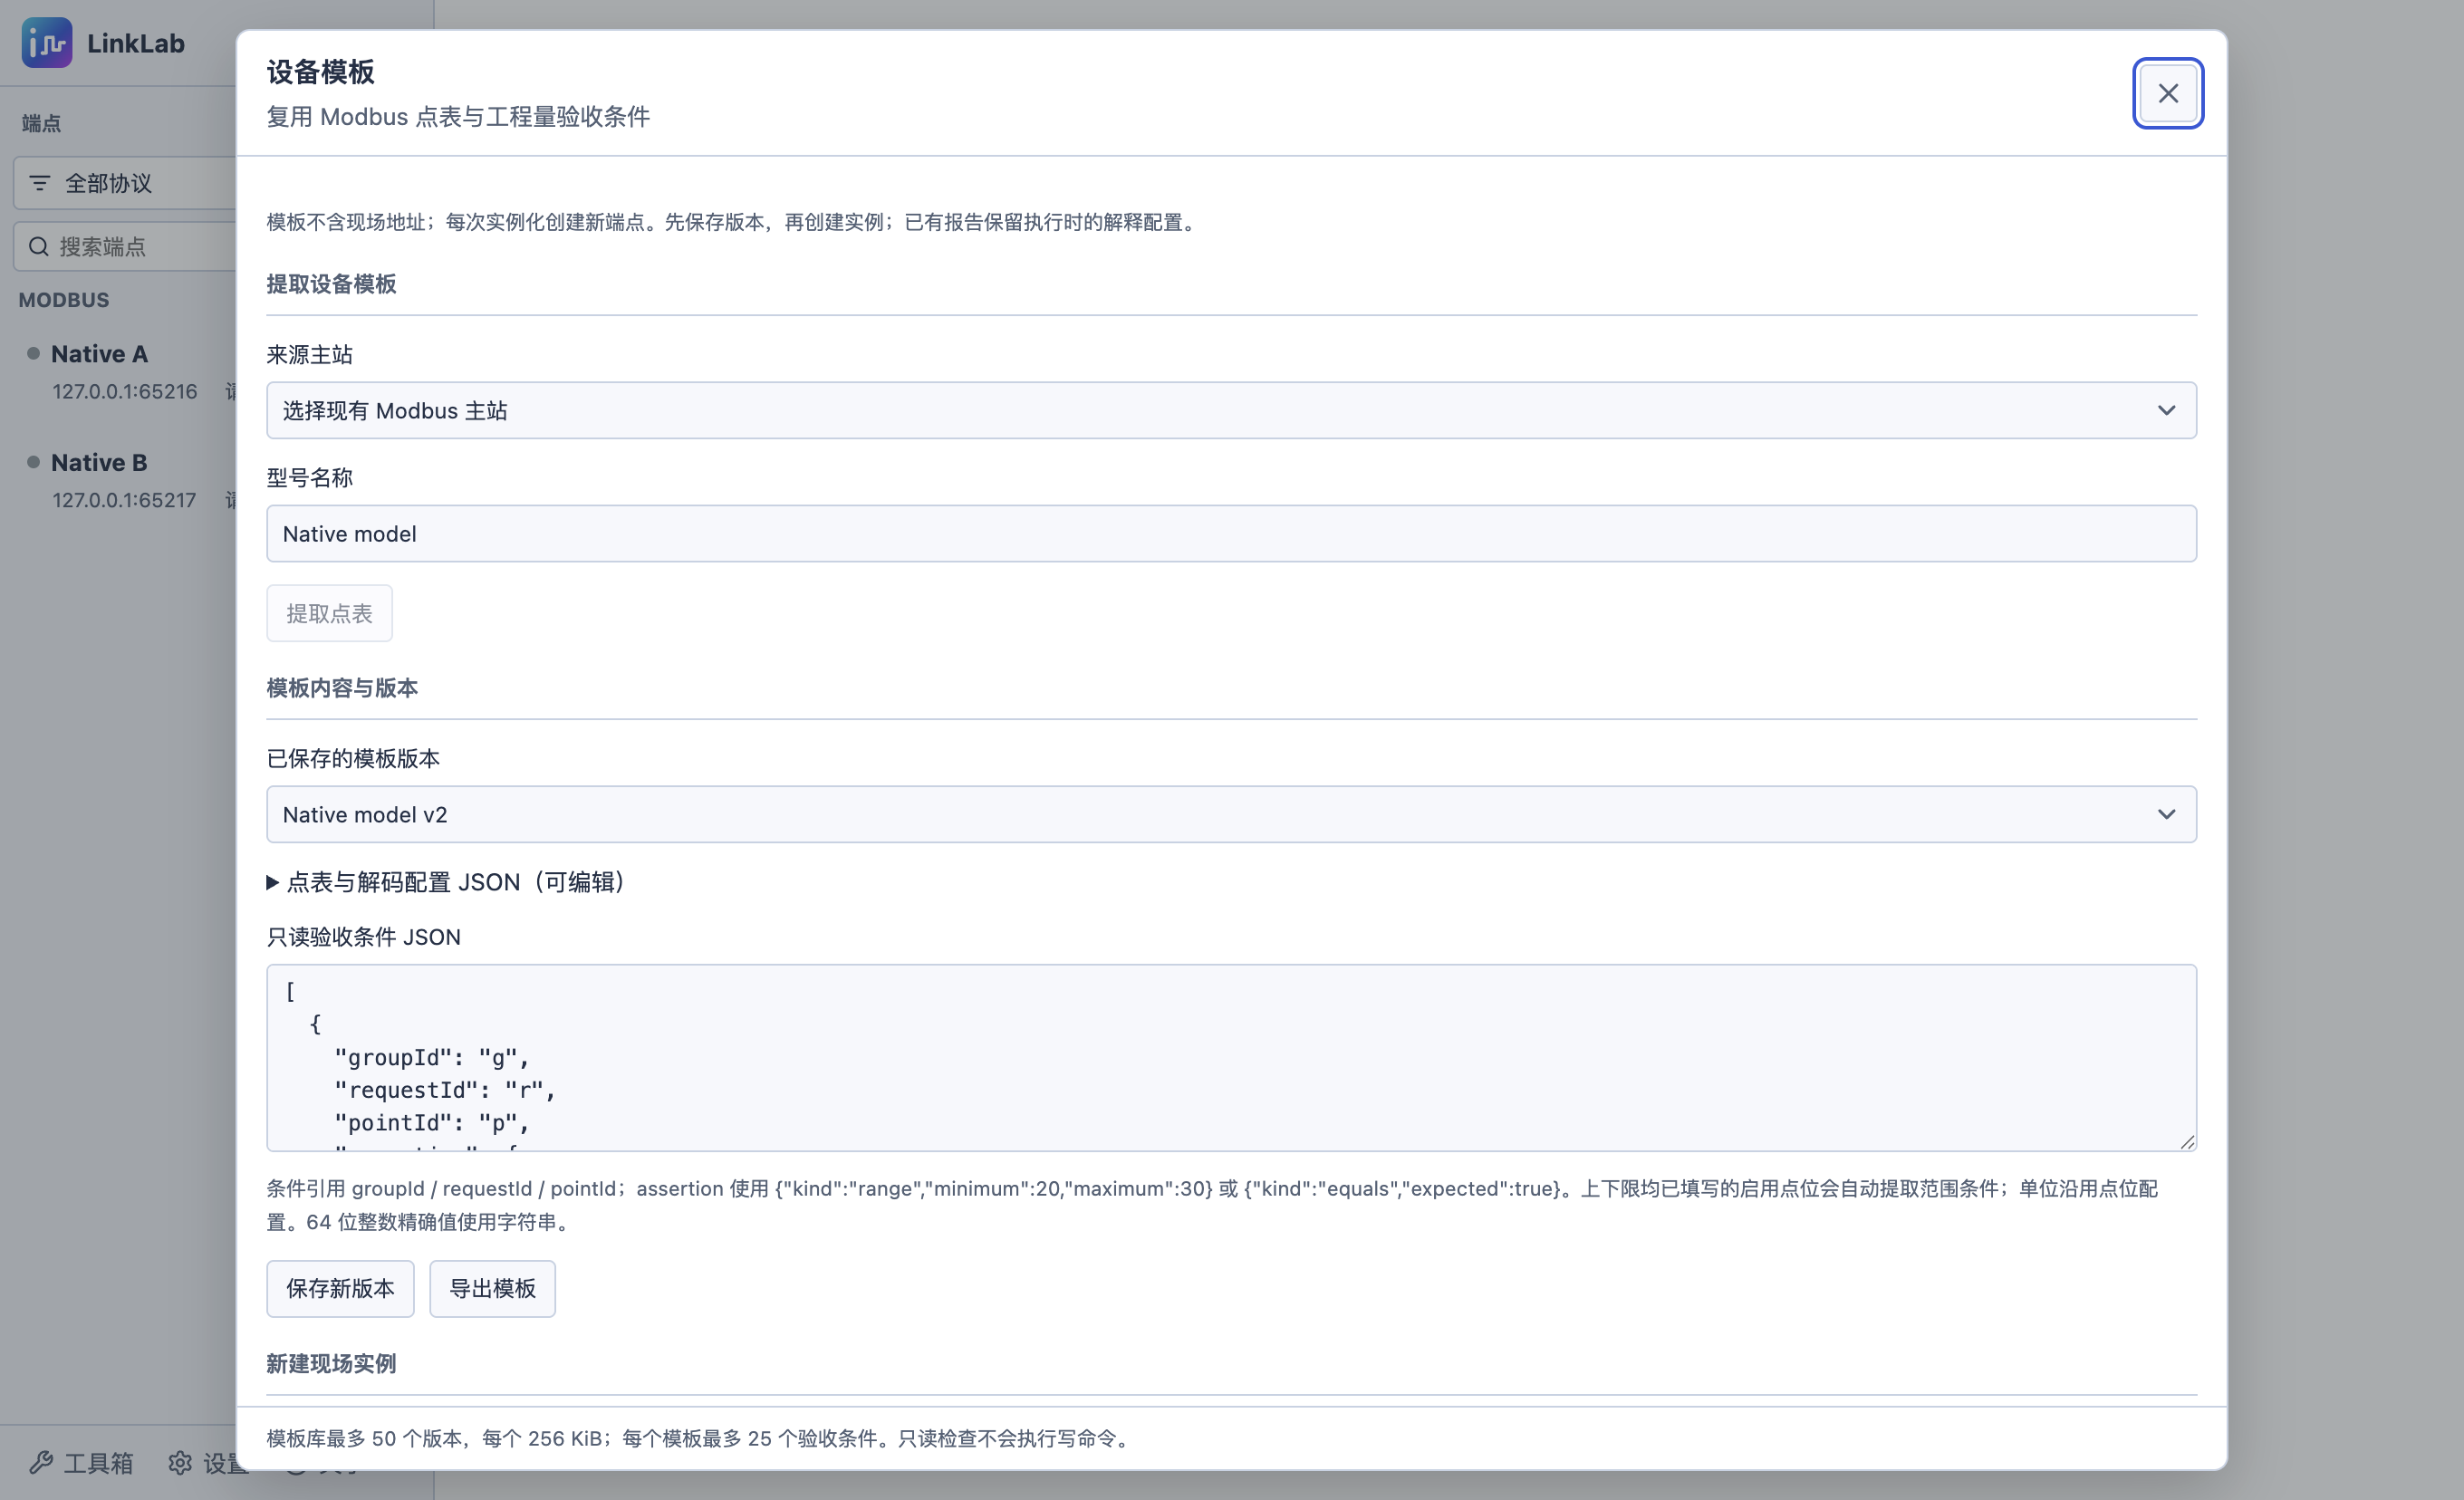 LinkLab
端点
全部协议
搜索端点
MODBUS
Native A
127.0.0.1:65216
Native B
127.0.0.1:65217
工具箱
设置
设备模板
复用 Modbus 点表与工程量验收条件
模板不含现场地址；每次实例化创建新端点。先保存版本，再创建实例；已有报告保留执行时的解释配置。
提取设备模板
来源主站
选择现有 Modbus 主站
型号名称
Native model
提取点表
模板内容与版本
已保存的模板版本
Native model v2
点表与解码配置 JSON（可编辑）
只读验收条件 JSON
[
{
"groupId": "g",
"requestId": "r",
"pointId": "p",
条件引用 groupId / requestId / pointId；assertion 使用 {"kind":"range","minimum":20,"maximum":30} 或 {"kind":"equals","expected":true}。上下限均已填写的启用点位会自动提取范围条件；单位沿用点位配
置。64 位整数精确值使用字符串。
保存新版本
导出模板
新建现场实例
模板库最多 50 个版本，每个 256 KiB；每个模板最多 25 个验收条件。只读检查不会执行写命令。